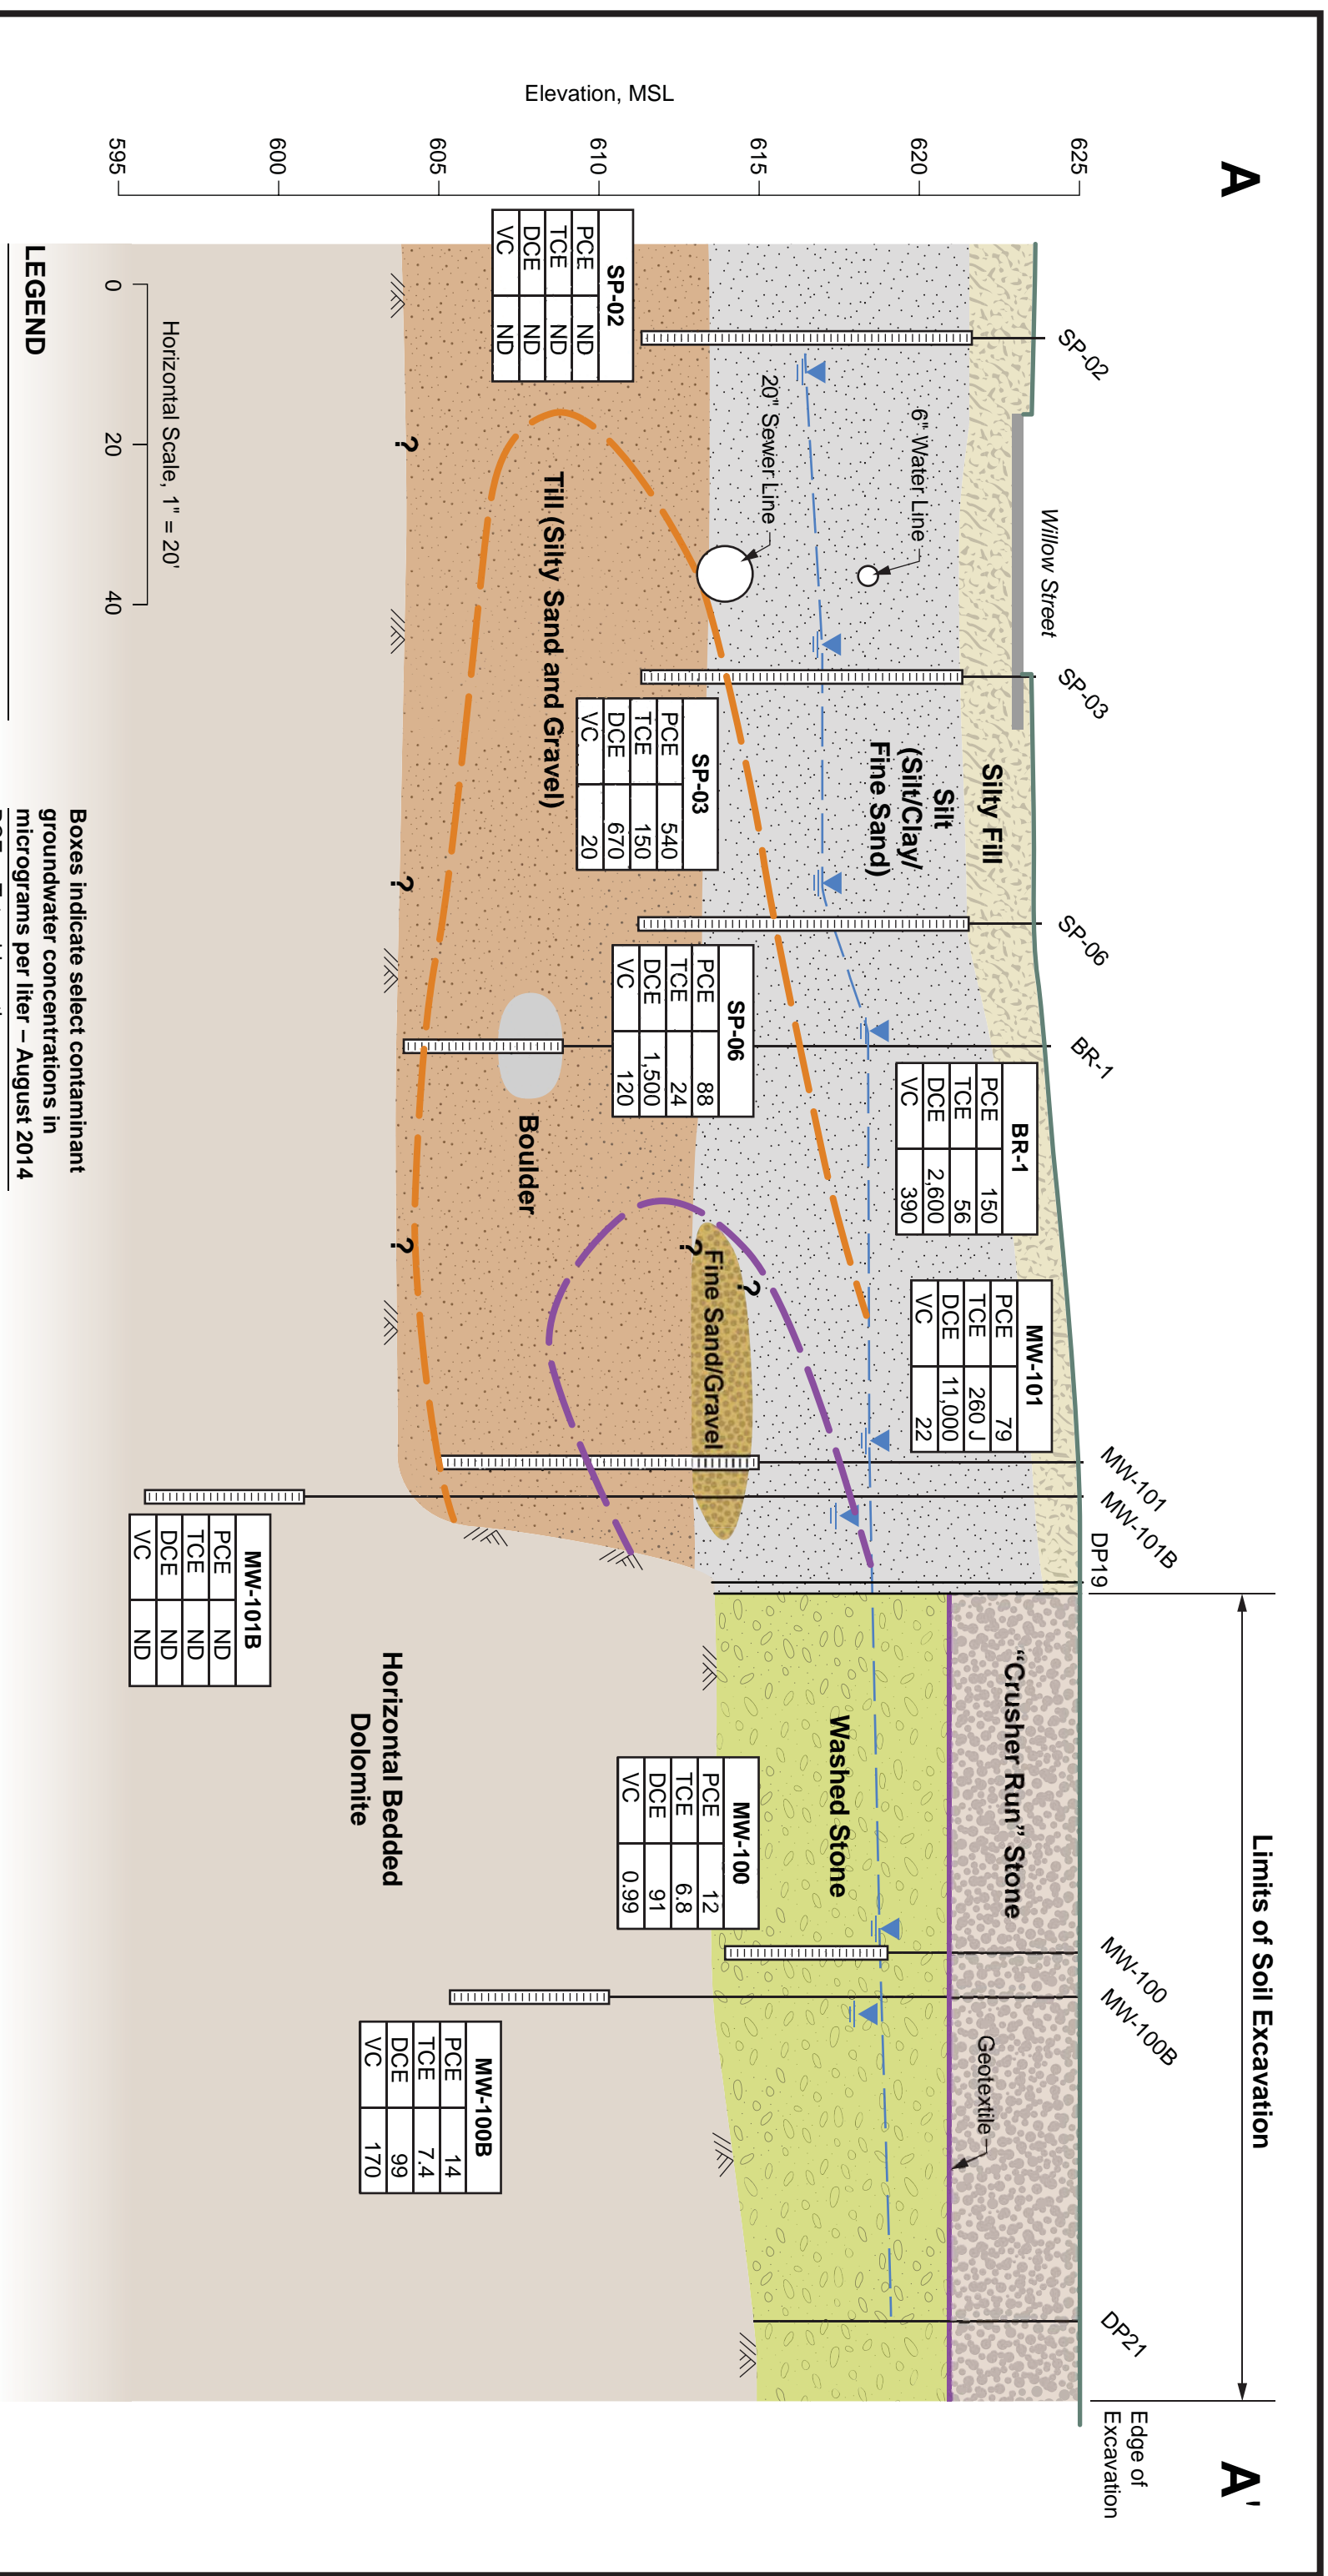 A
A'
Limits of Soil Excavation
Edge of
Excavation
SP-02
Willow Street
SP-03
SP-06
BR-1
MW-101
MW-101B
DP19
MW-100
MW-100B
DP21
Elevation, MSL
625
620
615
610
605
600
595
6" Water Line
20" Sewer Line
Silty Fill
Silt
(Silt/Clay/
Fine Sand)
"Crusher Run" Stone
Geotextile
Washed Stone
Fine Sand/Gravel
?
?
Till (Silty Sand and Gravel)
Boulder
?
?
?
Horizontal Bedded
Dolomite
SP-02
PCE ND
TCE ND
DCE ND
VC ND
SP-03
PCE 540
TCE 150
DCE 670
VC 20
SP-06
PCE 88
TCE 24
DCE 1,500
VC 120
BR-1
PCE 150
TCE 56
DCE 2,600
VC 390
MW-101
PCE 79
TCE 260 J
DCE 11,000
VC 22
MW-101B
PCE ND
TCE ND
DCE ND
VC ND
MW-100
PCE 12
TCE 6.8
DCE 91
VC 0.99
MW-100B
PCE 14
TCE 7.4
DCE 99
VC 170
Horizontal Scale, 1" = 20'
0 20 40
LEGEND
Boxes indicate select contaminant
groundwater concentrations in
micrograms per liter – August 2014